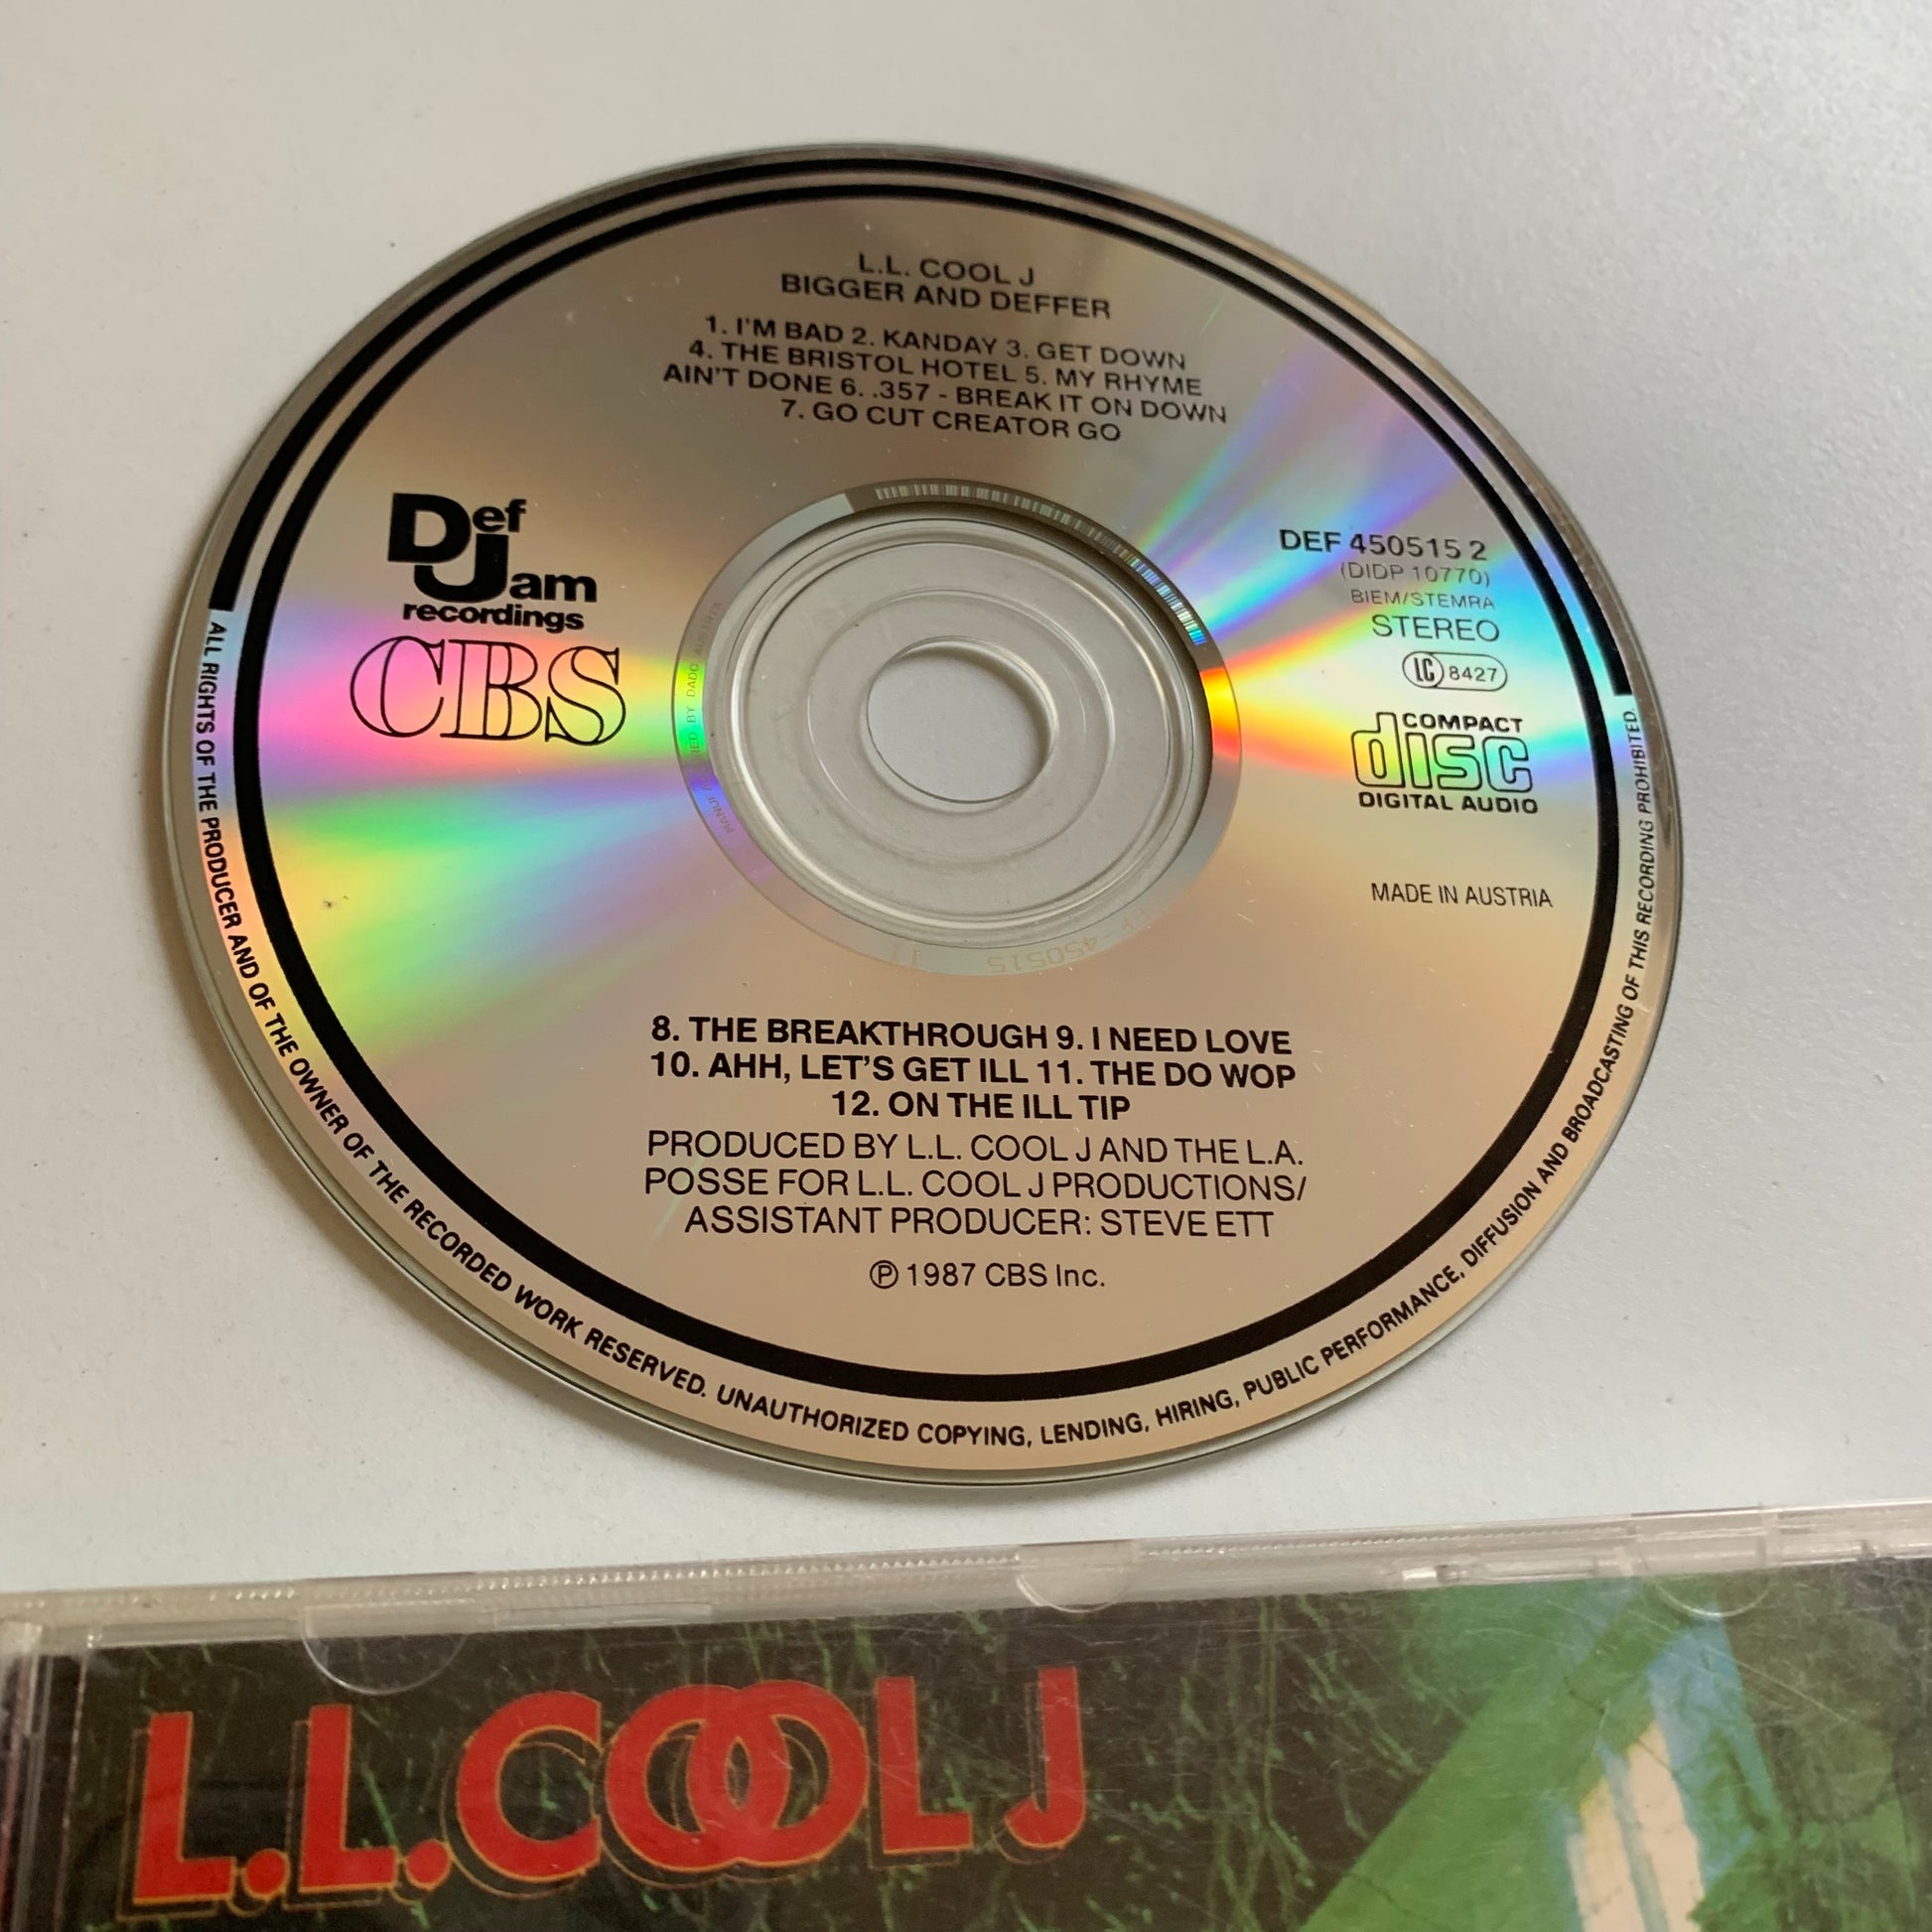 L.L. COOL J
BIGGER AND DEFFER
1. I'M BAD 2. KANDAY 3. GET DOWN
4. THE BRISTOL HOTEL 5. MY RHYME
AIN'T DONE 6. .357 - BREAK IT ON DOWN
7. GO CUT CREATOR GO
Def
Jam
recordings
CBS
DEF 450515 2
(DIDP 10770)
BIEM/STEMRA
STEREO
LC 8427
COMPACT
disc
DIGITAL AUDIO
MADE IN AUSTRIA
BY DADC AUSTRIA
450515 11
8. THE BREAKTHROUGH 9. I NEED LOVE
10. AHH, LET'S GET ILL 11. THE DO WOP
12. ON THE ILL TIP
PRODUCED BY L.L. COOL J AND THE L.A.
POSSE FOR L.L. COOL J PRODUCTIONS/
ASSISTANT PRODUCER: STEVE ETT
℗ 1987 CBS Inc.
ALL RIGHTS OF THE PRODUCER AND OF THE OWNER OF THE RECORDED WORK RESERVED. UNAUTHORIZED COPYING, LENDING, HIRING, PUBLIC PERFORMANCE, DIFFUSION AND BROADCASTING OF THIS RECORDING PROHIBITED.
L.L.COOL J